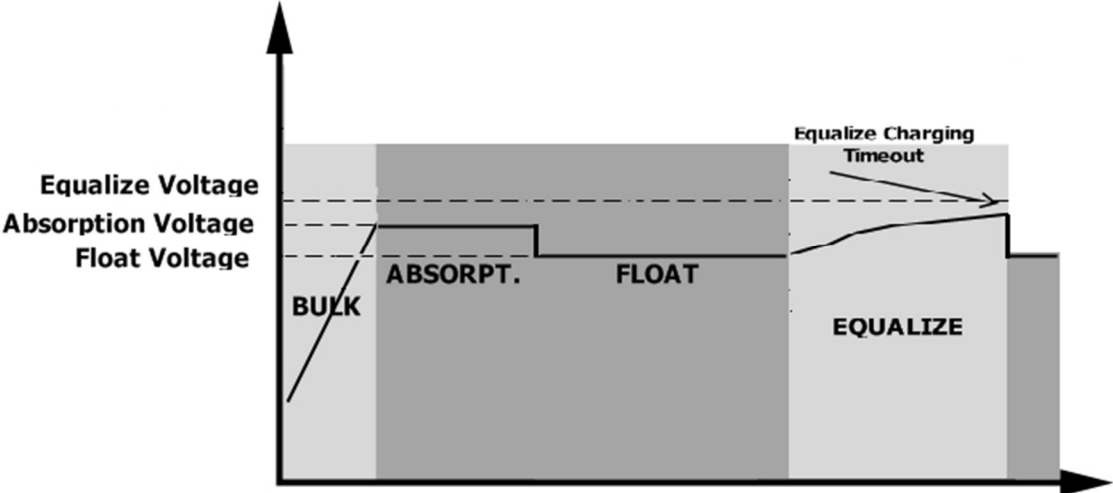 Equalize Charging
Timeout
Equalize Voltage
Absorption Voltage
Float Voltage
ABSORPT.
FLOAT
BULK
EQUALIZE